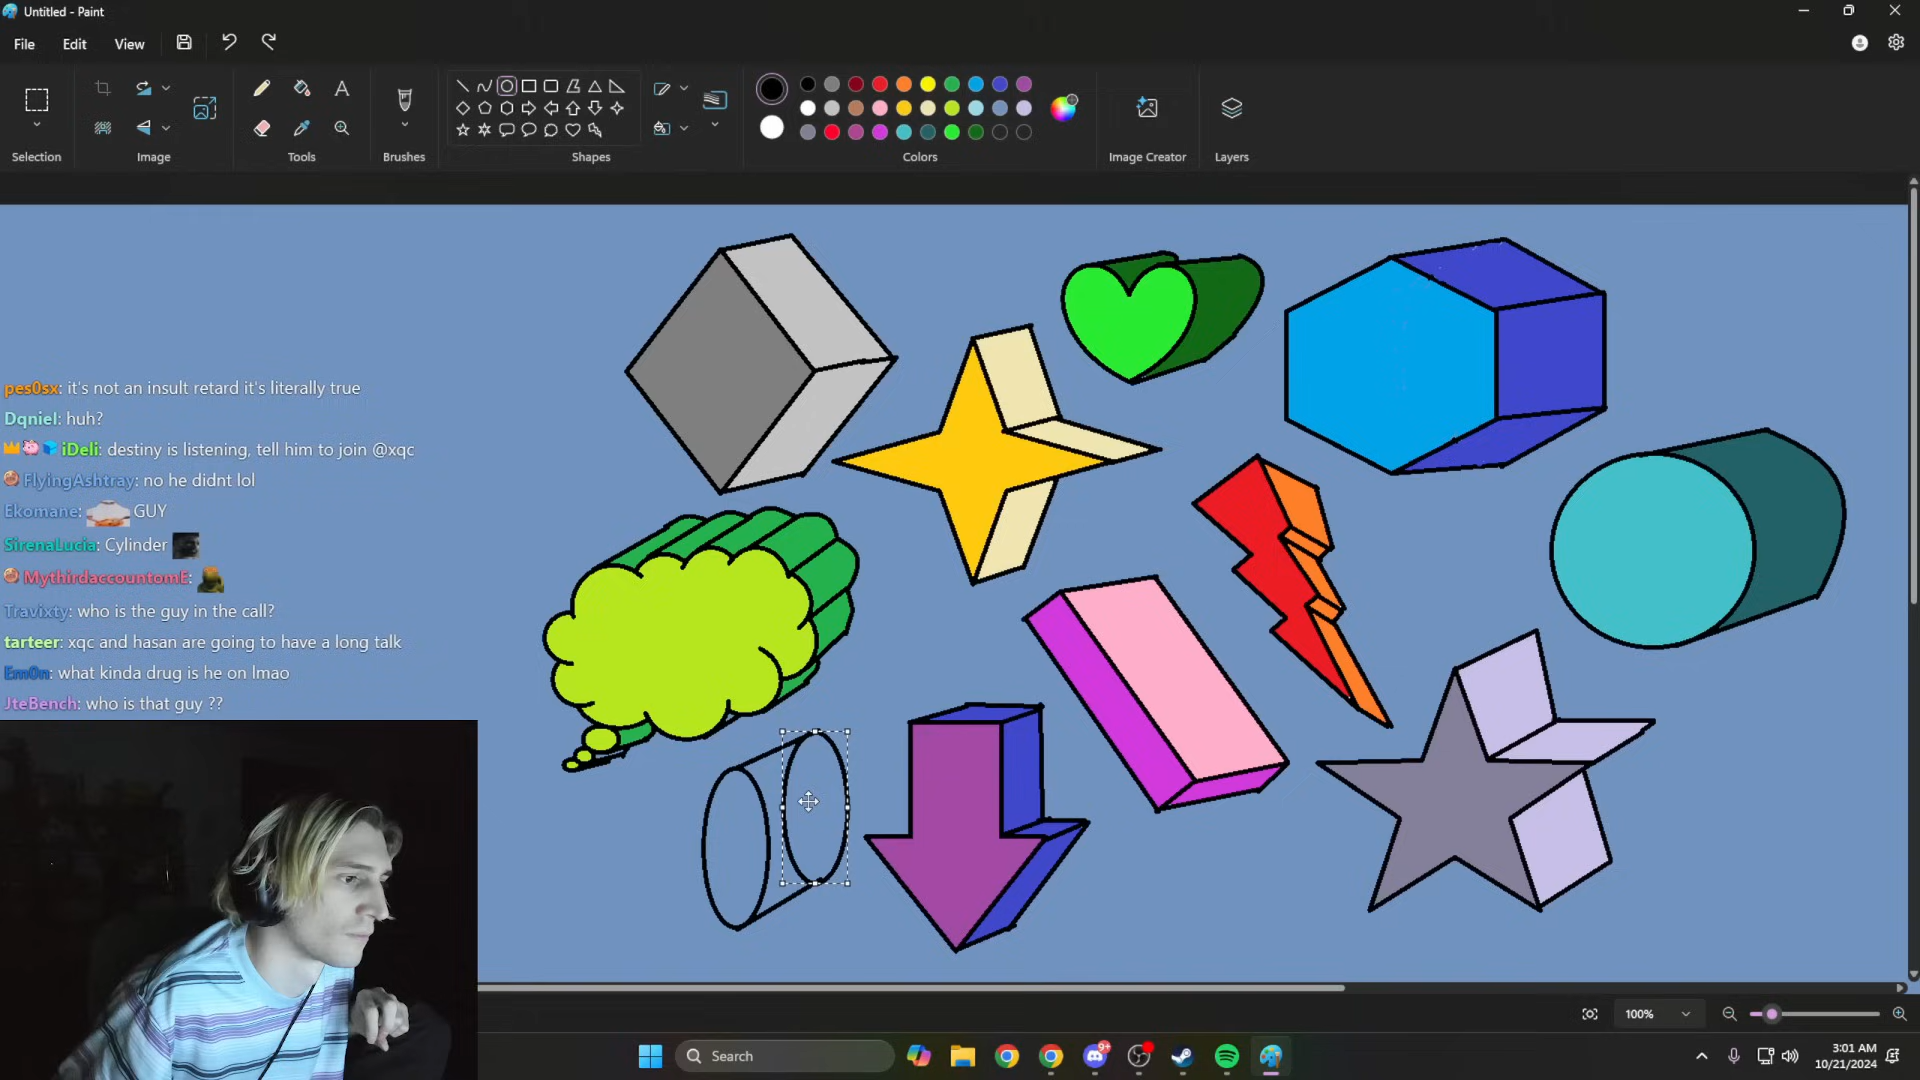 Untitled - Paint
File Edit View
Selection Image Tools Brushes Shapes Colors Image Creator Layers
pes0sx: it's not an insult retard it's literally true
Dqniel: huh?
iDeli: destiny is listening, tell him to join @xqc
FlyingAshtray: no he didnt lol
Ekomane: GUY
SirenaLucia: Cylinder
MythirdaccountomE:
Travixty: who is the guy in the call?
tarteer: xqc and hasan are going to have a long talk
Em0n: what kinda drug is he on lmao
JteBench: who is that guy ??
100%
Search
9+
3:01 AM
10/21/2024